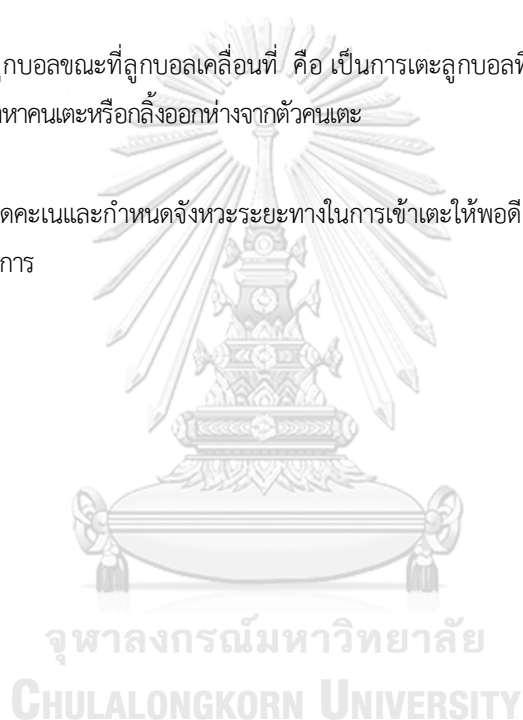 กบอลขณะที่ลูกบอลเคลื่อนที่ คือ เป็นการเตะลูกบอลที
หาคนเตะหรือกลิ้งออกห่างจากตัวคนเตะ
ดคะเนและกำหนดจังหวะระยะทางในการเข้าเตะให้พอดี
การ
จุฬาลงกรณ์มหาวิทยาลัย
CHULALONGKORN UNIVERSITY